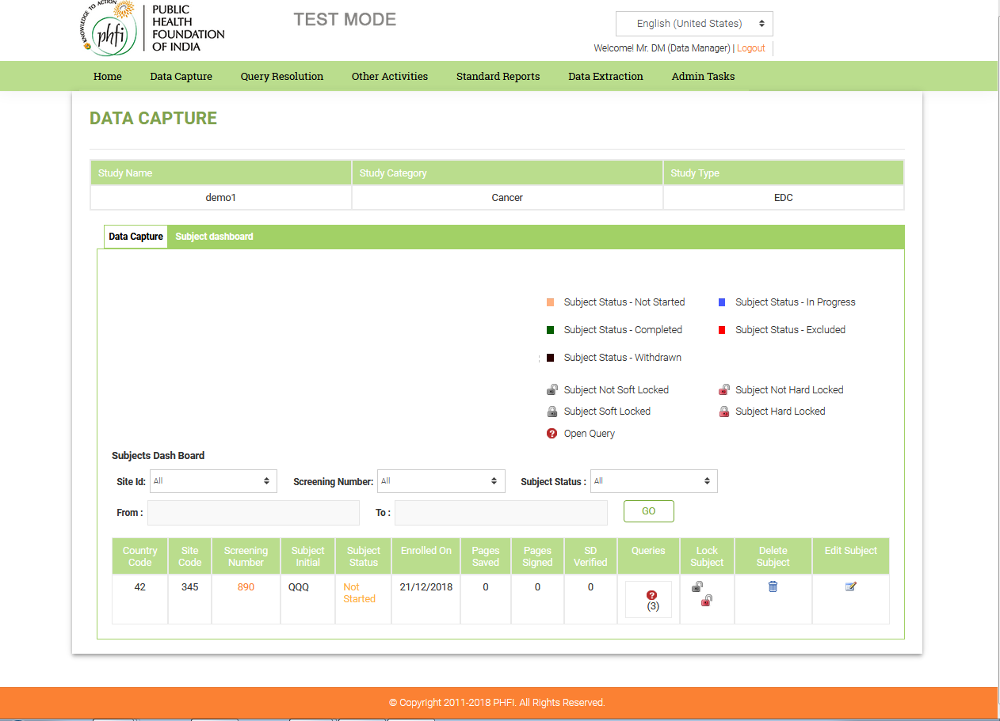 KNOWLEDGE TO ACTION
phfi
PUBLIC
HEALTH
FOUNDATION
OF INDIA
TEST MODE
English (United States)
Welcome! Mr. DM (Data Manager) | Logout
Home Data Capture Query Resolution Other Activities Standard Reports Data Extraction Admin Tasks
DATA CAPTURE
Study Name Study Category Study Type
demo1 Cancer EDC
Data Capture Subject dashboard
Subject Status - Not Started Subject Status - In Progress
Subject Status - Completed Subject Status - Excluded
Subject Status - Withdrawn
Subject Not Soft Locked Subject Not Hard Locked
Subject Soft Locked Subject Hard Locked
? Open Query
Subjects Dash Board
Site Id: All Screening Number: All Subject Status : All
From : To : GO
Country Site Screening Subject Subject Enrolled On Pages Pages SD Queries Lock Delete Edit Subject
Code Code Number Initial Status Saved Signed Verified Subject Subject
42 345 890 QQQ Not 21/12/2018 0 0 0 ?
Started (3)
© Copyright 2011-2018 PHFI. All Rights Reserved.